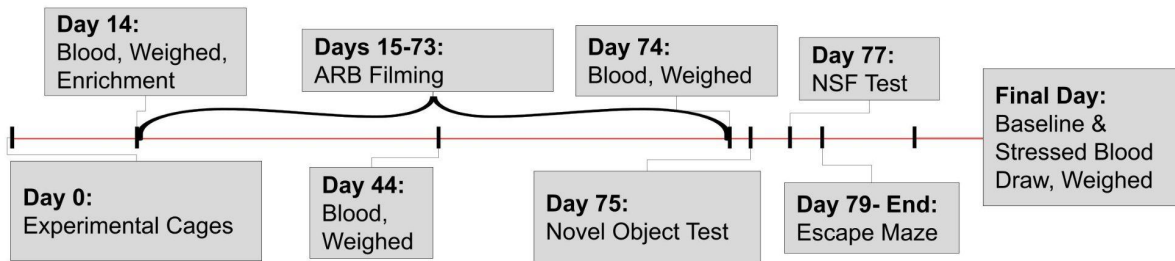 Day 14:
Blood, Weighed,
Enrichment
Days 15-73:
ARB Filming
Day 74:
Blood, Weighed
Day 77:
NSF Test
Final Day:
Baseline &
Stressed Blood
Draw, Weighed
Day 0:
Experimental Cages
Day 44:
Blood,
Weighed
Day 75:
Novel Object Test
Day 79- End:
Escape Maze